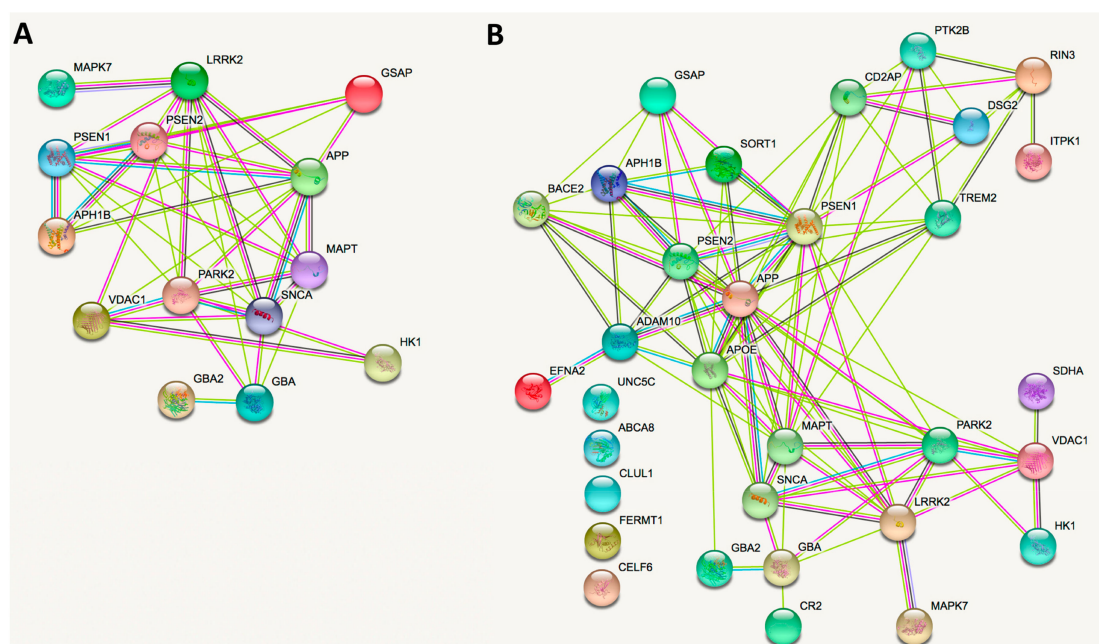 A
MAPK7
LRRK2
GSAP
PSEN2
PSEN1
APP
APH1B
MAPT
PARK2
SNCA
VDAC1
HK1
GBA2
GBA
B
PTK2B
RIN3
CD2AP
GSAP
DSG2
ITPK1
SORT1
APH1B
BACE2
PSEN1
TREM2
PSEN2
APP
ADAM10
APOE
EFNA2
UNC5C
SDHA
ABCA8
MAPT
PARK2
VDAC1
CLUL1
SNCA
LRRK2
FERMT1
HK1
GBA2
GBA
CELF6
CR2
MAPK7